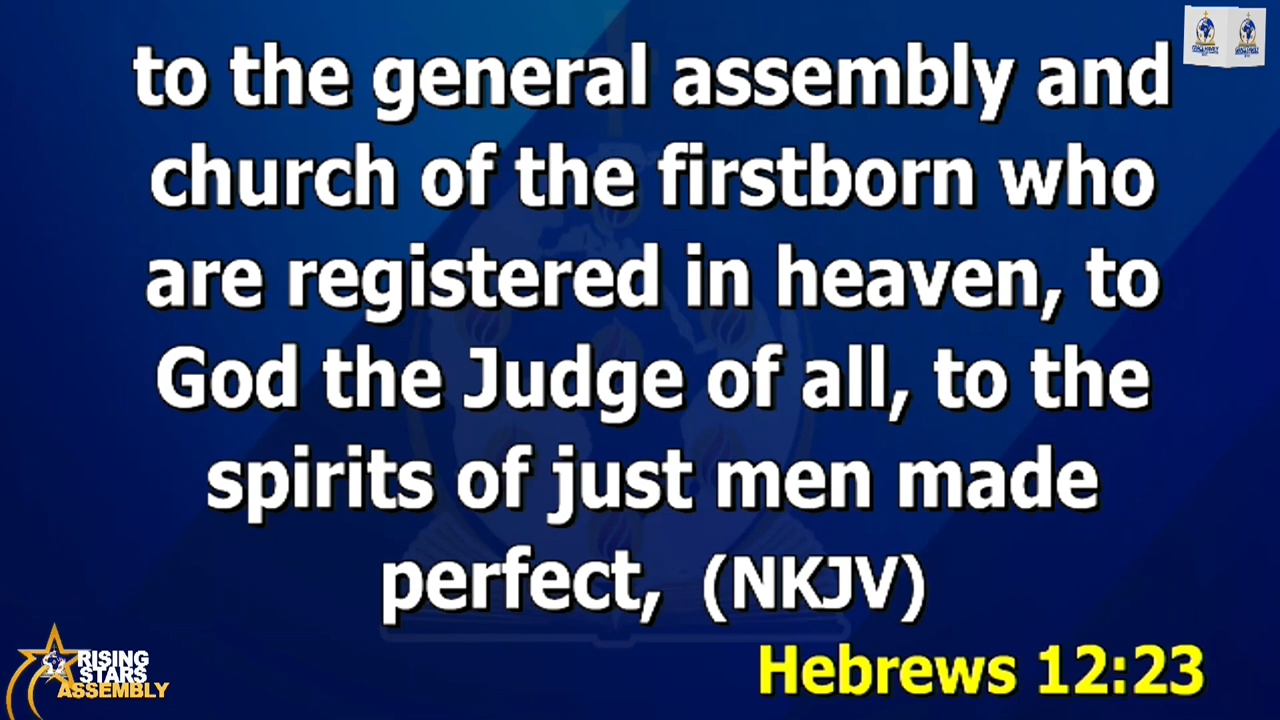 to the general assembly and
church of the firstborn who
are registered in heaven, to
God the Judge of all, to the
spirits of just men made
perfect, (NKJV)
Hebrews 12:23
RISING
STARS
ASSEMBLY